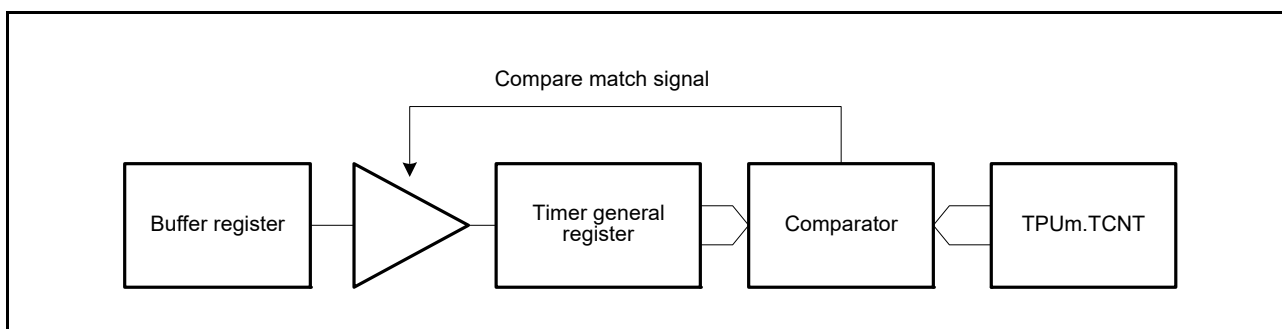 Compare match signal
Buffer register
Timer general
register
Comparator
TPUm.TCNT